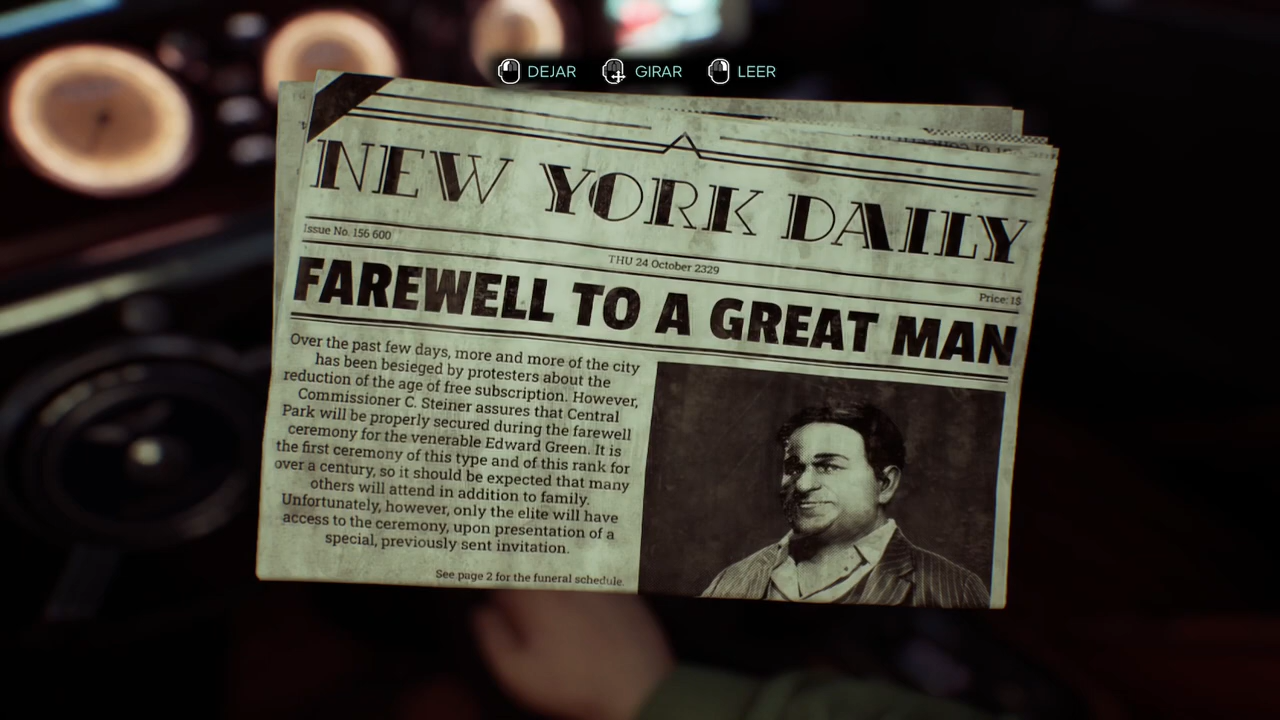 DEJAR GIRAR LEER
NEW YORK DAILY
Issue No. 156 600
THU 24 October 2329
Price: 1$
FAREWELL TO A GREAT MAN
Over the past few days, more and more of the city
has been besieged by protesters about the
reduction of the age of free subscription. However,
Commissioner C. Steiner assures that Central
Park will be properly secured during the farewell
ceremony for the venerable Edward Green. It is
the first ceremony of this type and of this rank for
over a century, so it should be expected that many
others will attend in addition to family.
Unfortunately, however, only the elite will have
access to the ceremony, upon presentation of a
special, previously sent invitation.
See page 2 for the funeral schedule.